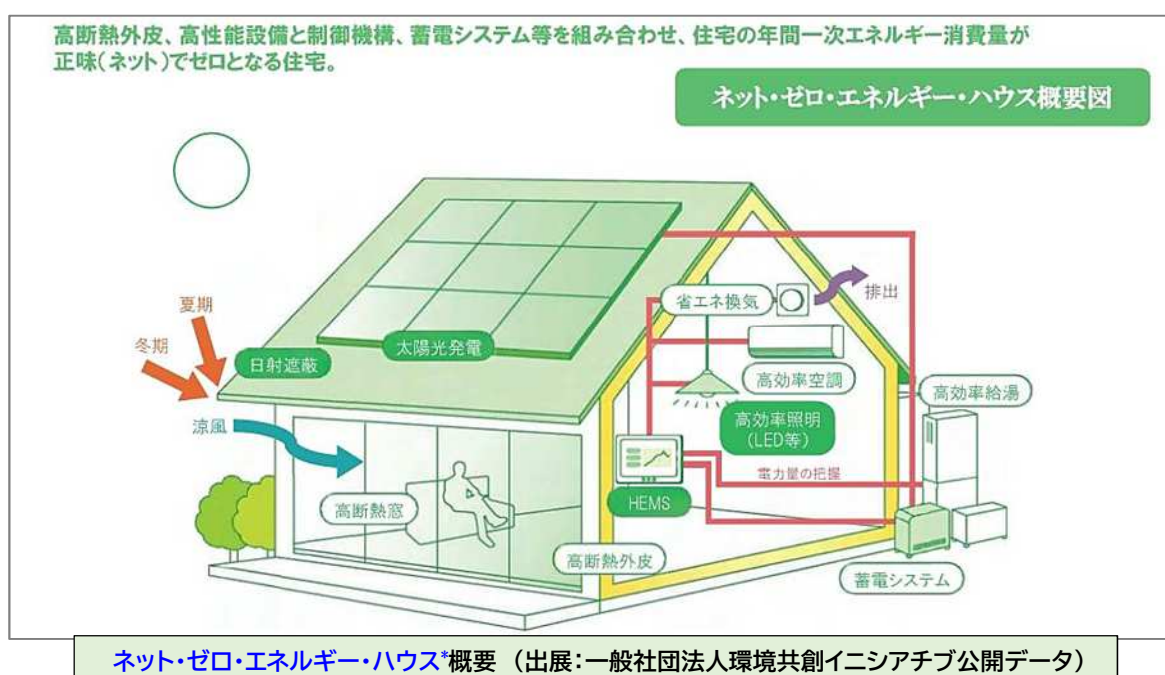 高断熱外皮、高性能設備と制御機構、蓄電システム等を組み合わせ、住宅の年間一次エネルギー消費量が
正味(ネット)でゼロとなる住宅。
ネット・ゼロ・エネルギー・ハウス概要図
夏期
冬期
日射遮蔽
太陽光発電
省エネ換気
排出
高効率空調
高効率給湯
涼風
高効率照明
(LED等)
電力量の把握
HEMS
高断熱窓
高断熱外皮
蓄電システム
ネット・ゼロ・エネルギー・ハウス*概要 (出展:一般社団法人環境共創イニシアチブ公開データ)